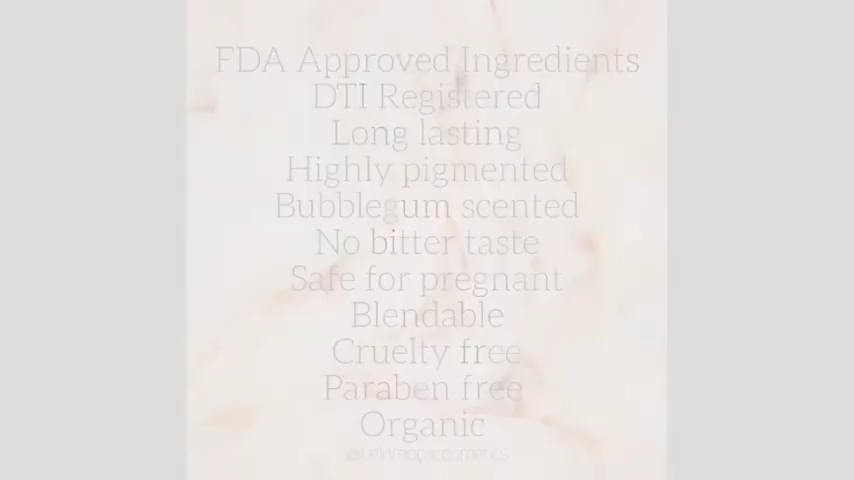 FDA Approved Ingredients
DTI Registered
Long lasting
Highly pigmented
Bubblegum scented
No bitter taste
Safe for pregnant
Blendable
Cruelty free
Paraben free
Organic